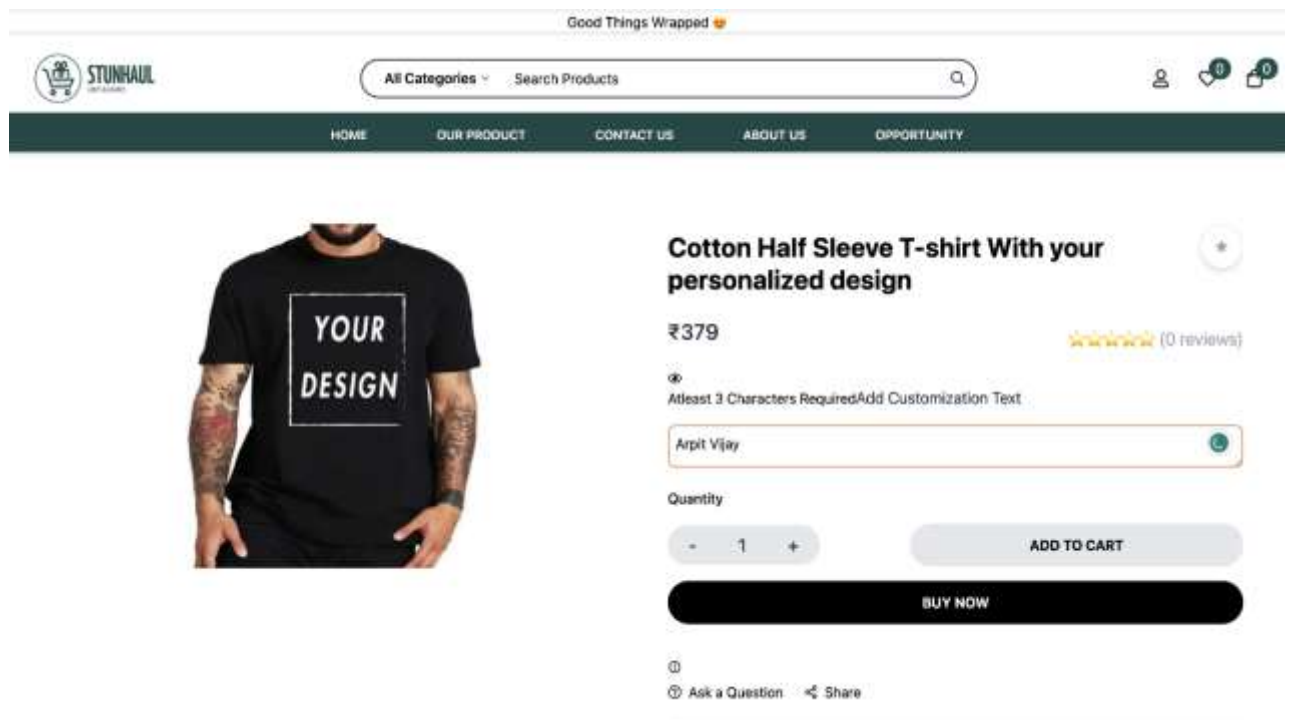 Good Things Wrapped 😍
STUNHAUL
All Categories Search Products
0 0
HOME OUR PRODUCT CONTACT US ABOUT US OPPORTUNITY
YOUR
DESIGN
Cotton Half Sleeve T-shirt With your
personalized design
₹379
(0 reviews)
Atleast 3 Characters RequiredAdd Customization Text
Arpit Vijay
Quantity
- 1 +
ADD TO CART
BUY NOW
Ask a Question Share